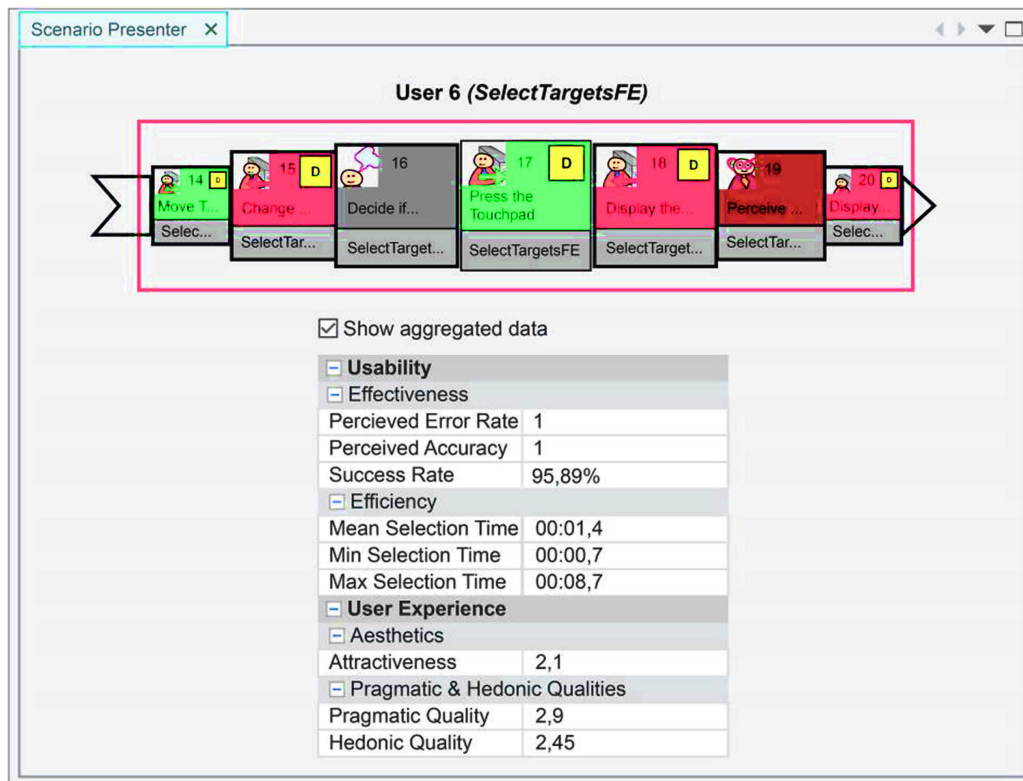 Scenario Presenter X
User 6 (SelectTargetsFE)
14 D
Move T...
Selec...
15 D
Change ...
SelectTar...
16
Decide if...
SelectTarget...
17 D
Press the
Touchpad
SelectTargetsFE
18 D
Display the...
SelectTarget...
19
Perceive ...
SelectTar...
20 D
Display...
Selec...
Show aggregated data
Usability
Effectiveness
Percieved Error Rate 1
Perceived Accuracy 1
Success Rate 95,89%
Efficiency
Mean Selection Time 00:01,4
Min Selection Time 00:00,7
Max Selection Time 00:08,7
User Experience
Aesthetics
Attractiveness 2,1
Pragmatic & Hedonic Qualities
Pragmatic Quality 2,9
Hedonic Quality 2,45